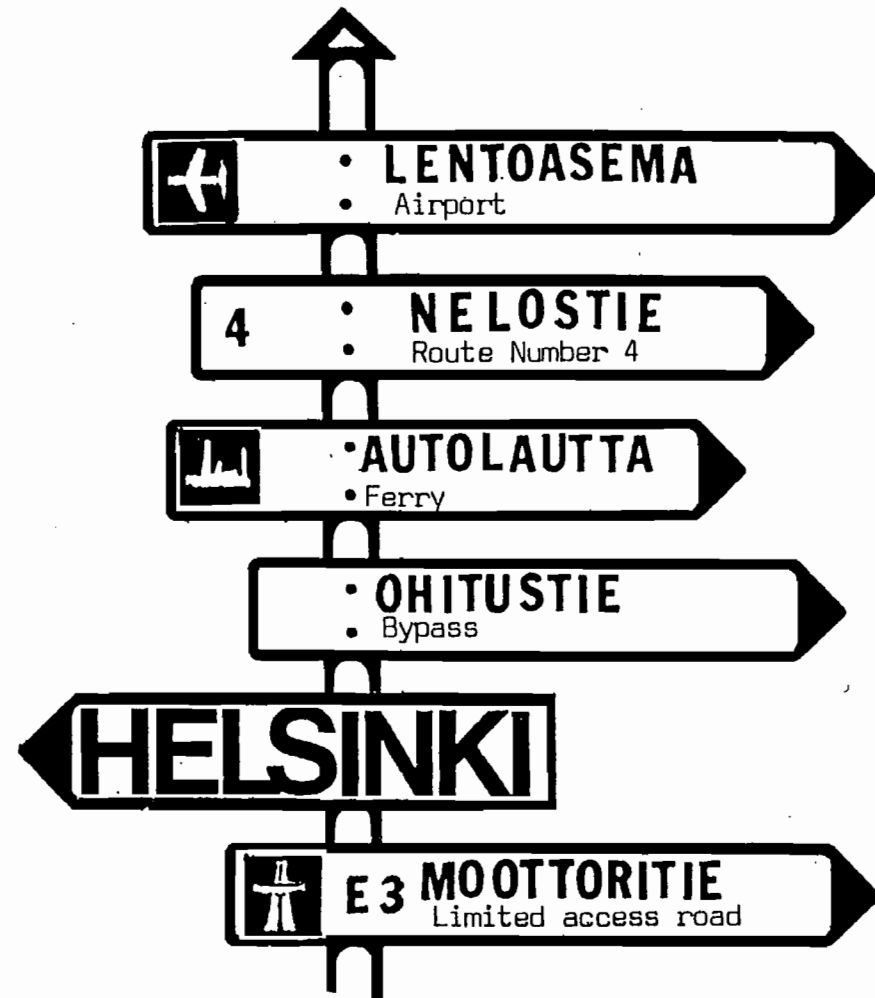 LENTOASEMA
Airport
4 NELOSTIE
Route Number 4
AUTOLAUTTA
Ferry
OHITUSTIE
Bypass
HELSINKI
E3 MOOTTORITIE
Limited access road